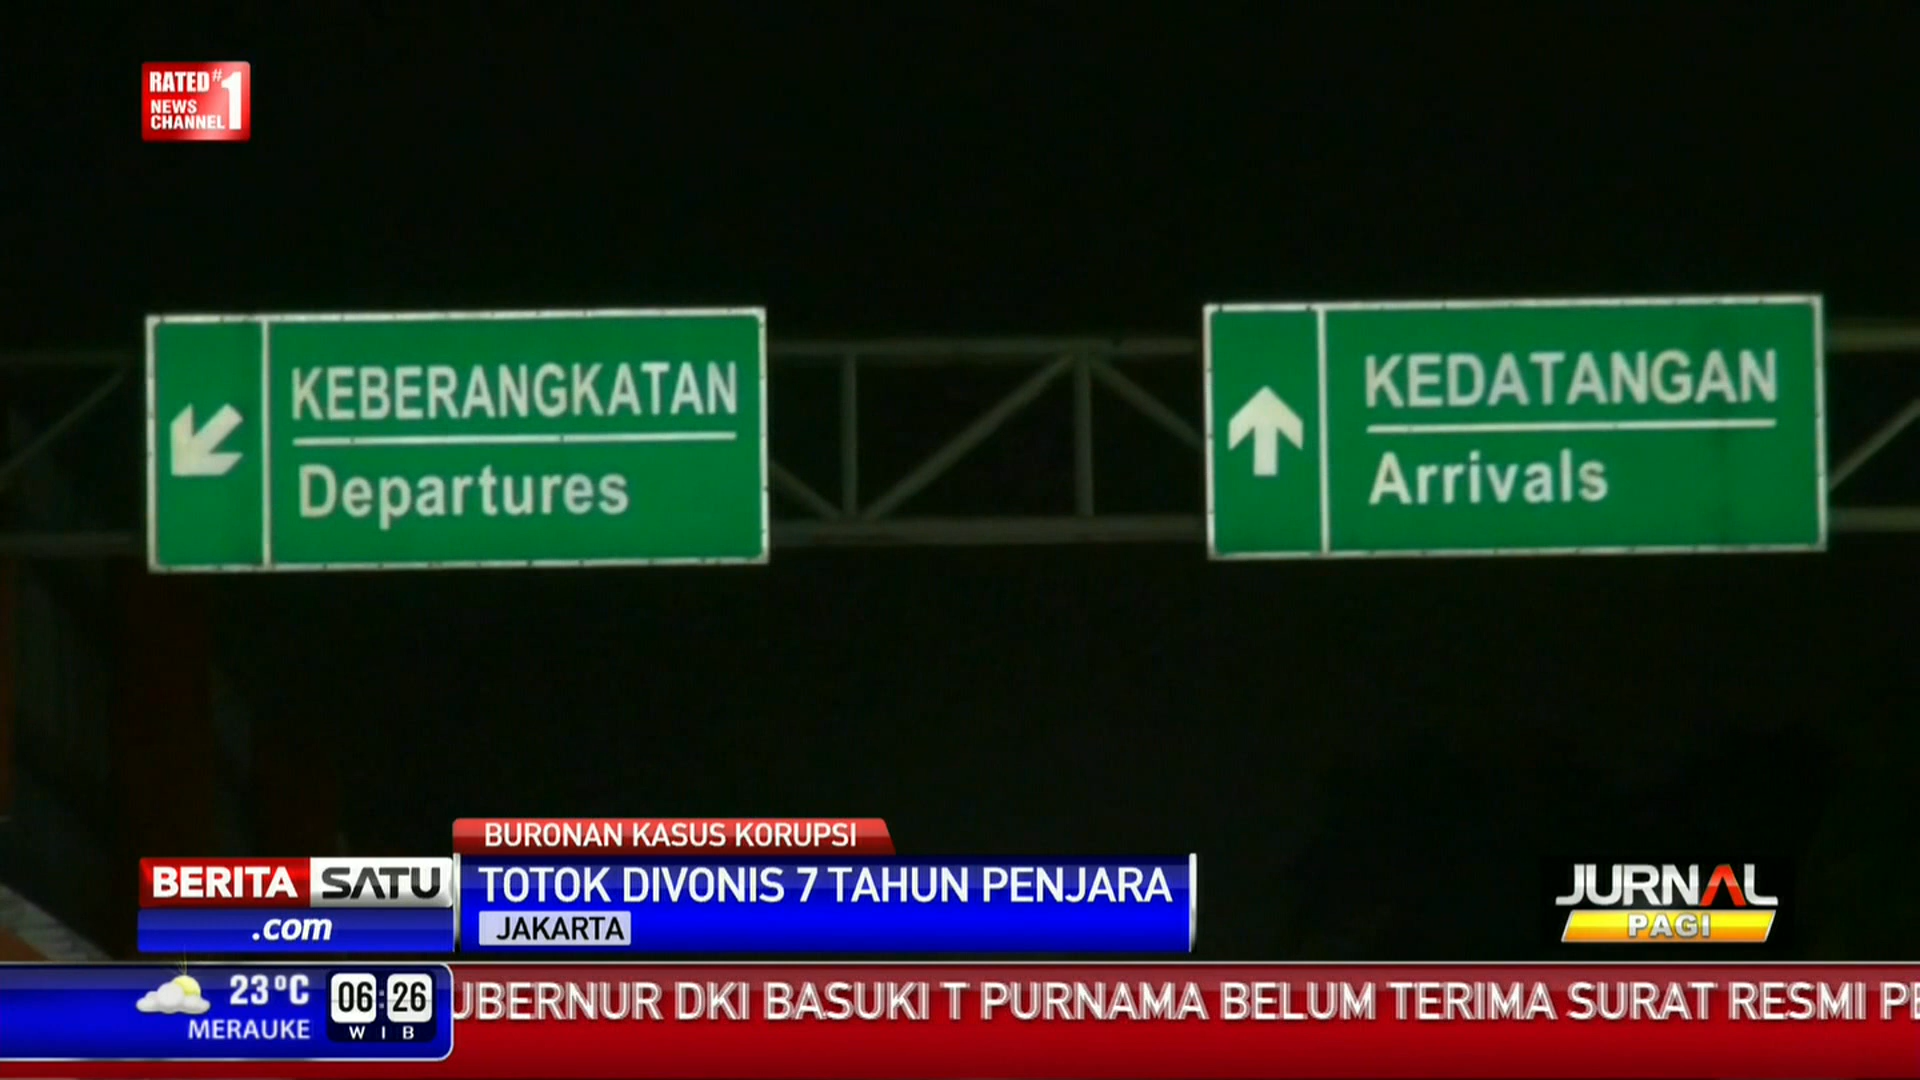 RATED #1
NEWS
CHANNEL
KEBERANGKATAN
Departures
KEDATANGAN
Arrivals
BURONAN KASUS KORUPSI
BERITA SATU
.com
TOTOK DIVONIS 7 TAHUN PENJARA
JAKARTA
JURNAL
PAGI
23°C
MERAUKE
06:26
WIB
UBERNUR DKI BASUKI T PURNAMA BELUM TERIMA SURAT RESMI PE